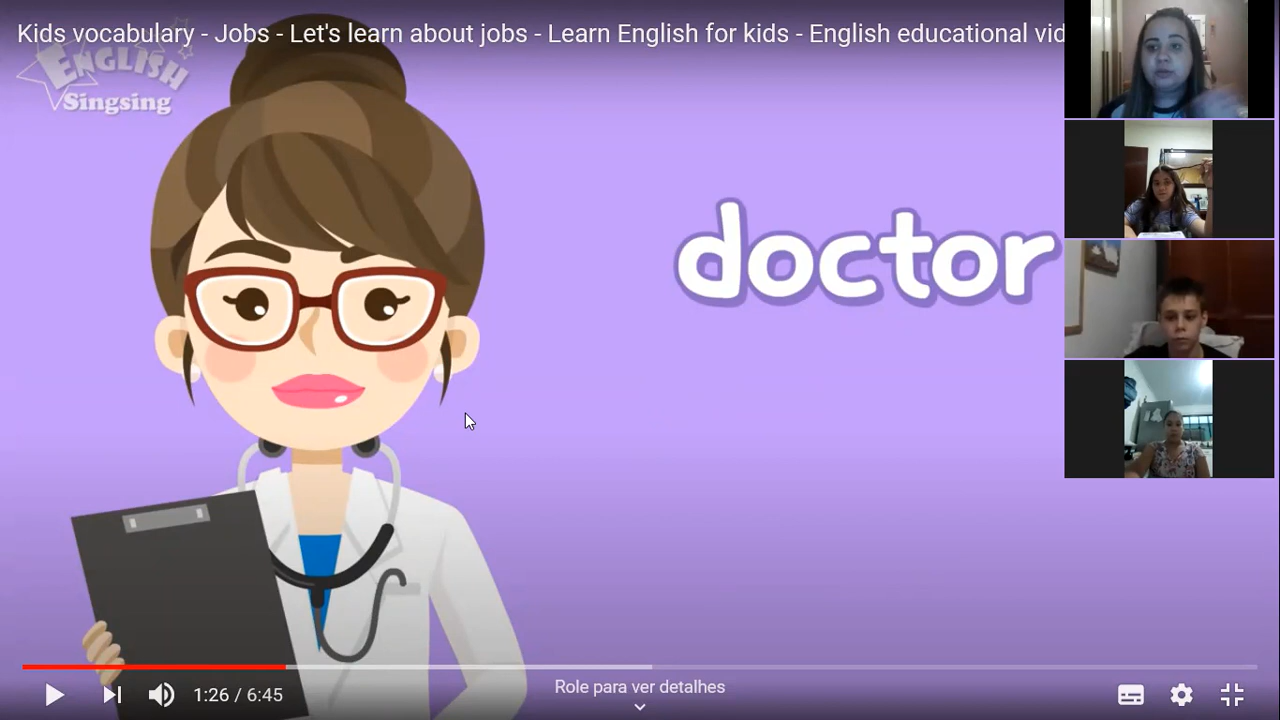 Kids vocabulary - Jobs - Let's learn about jobs - Learn English for kids - English educational vid
ENGLISH
Singsing
doctor
1:26 / 6:45
Role para ver detalhes